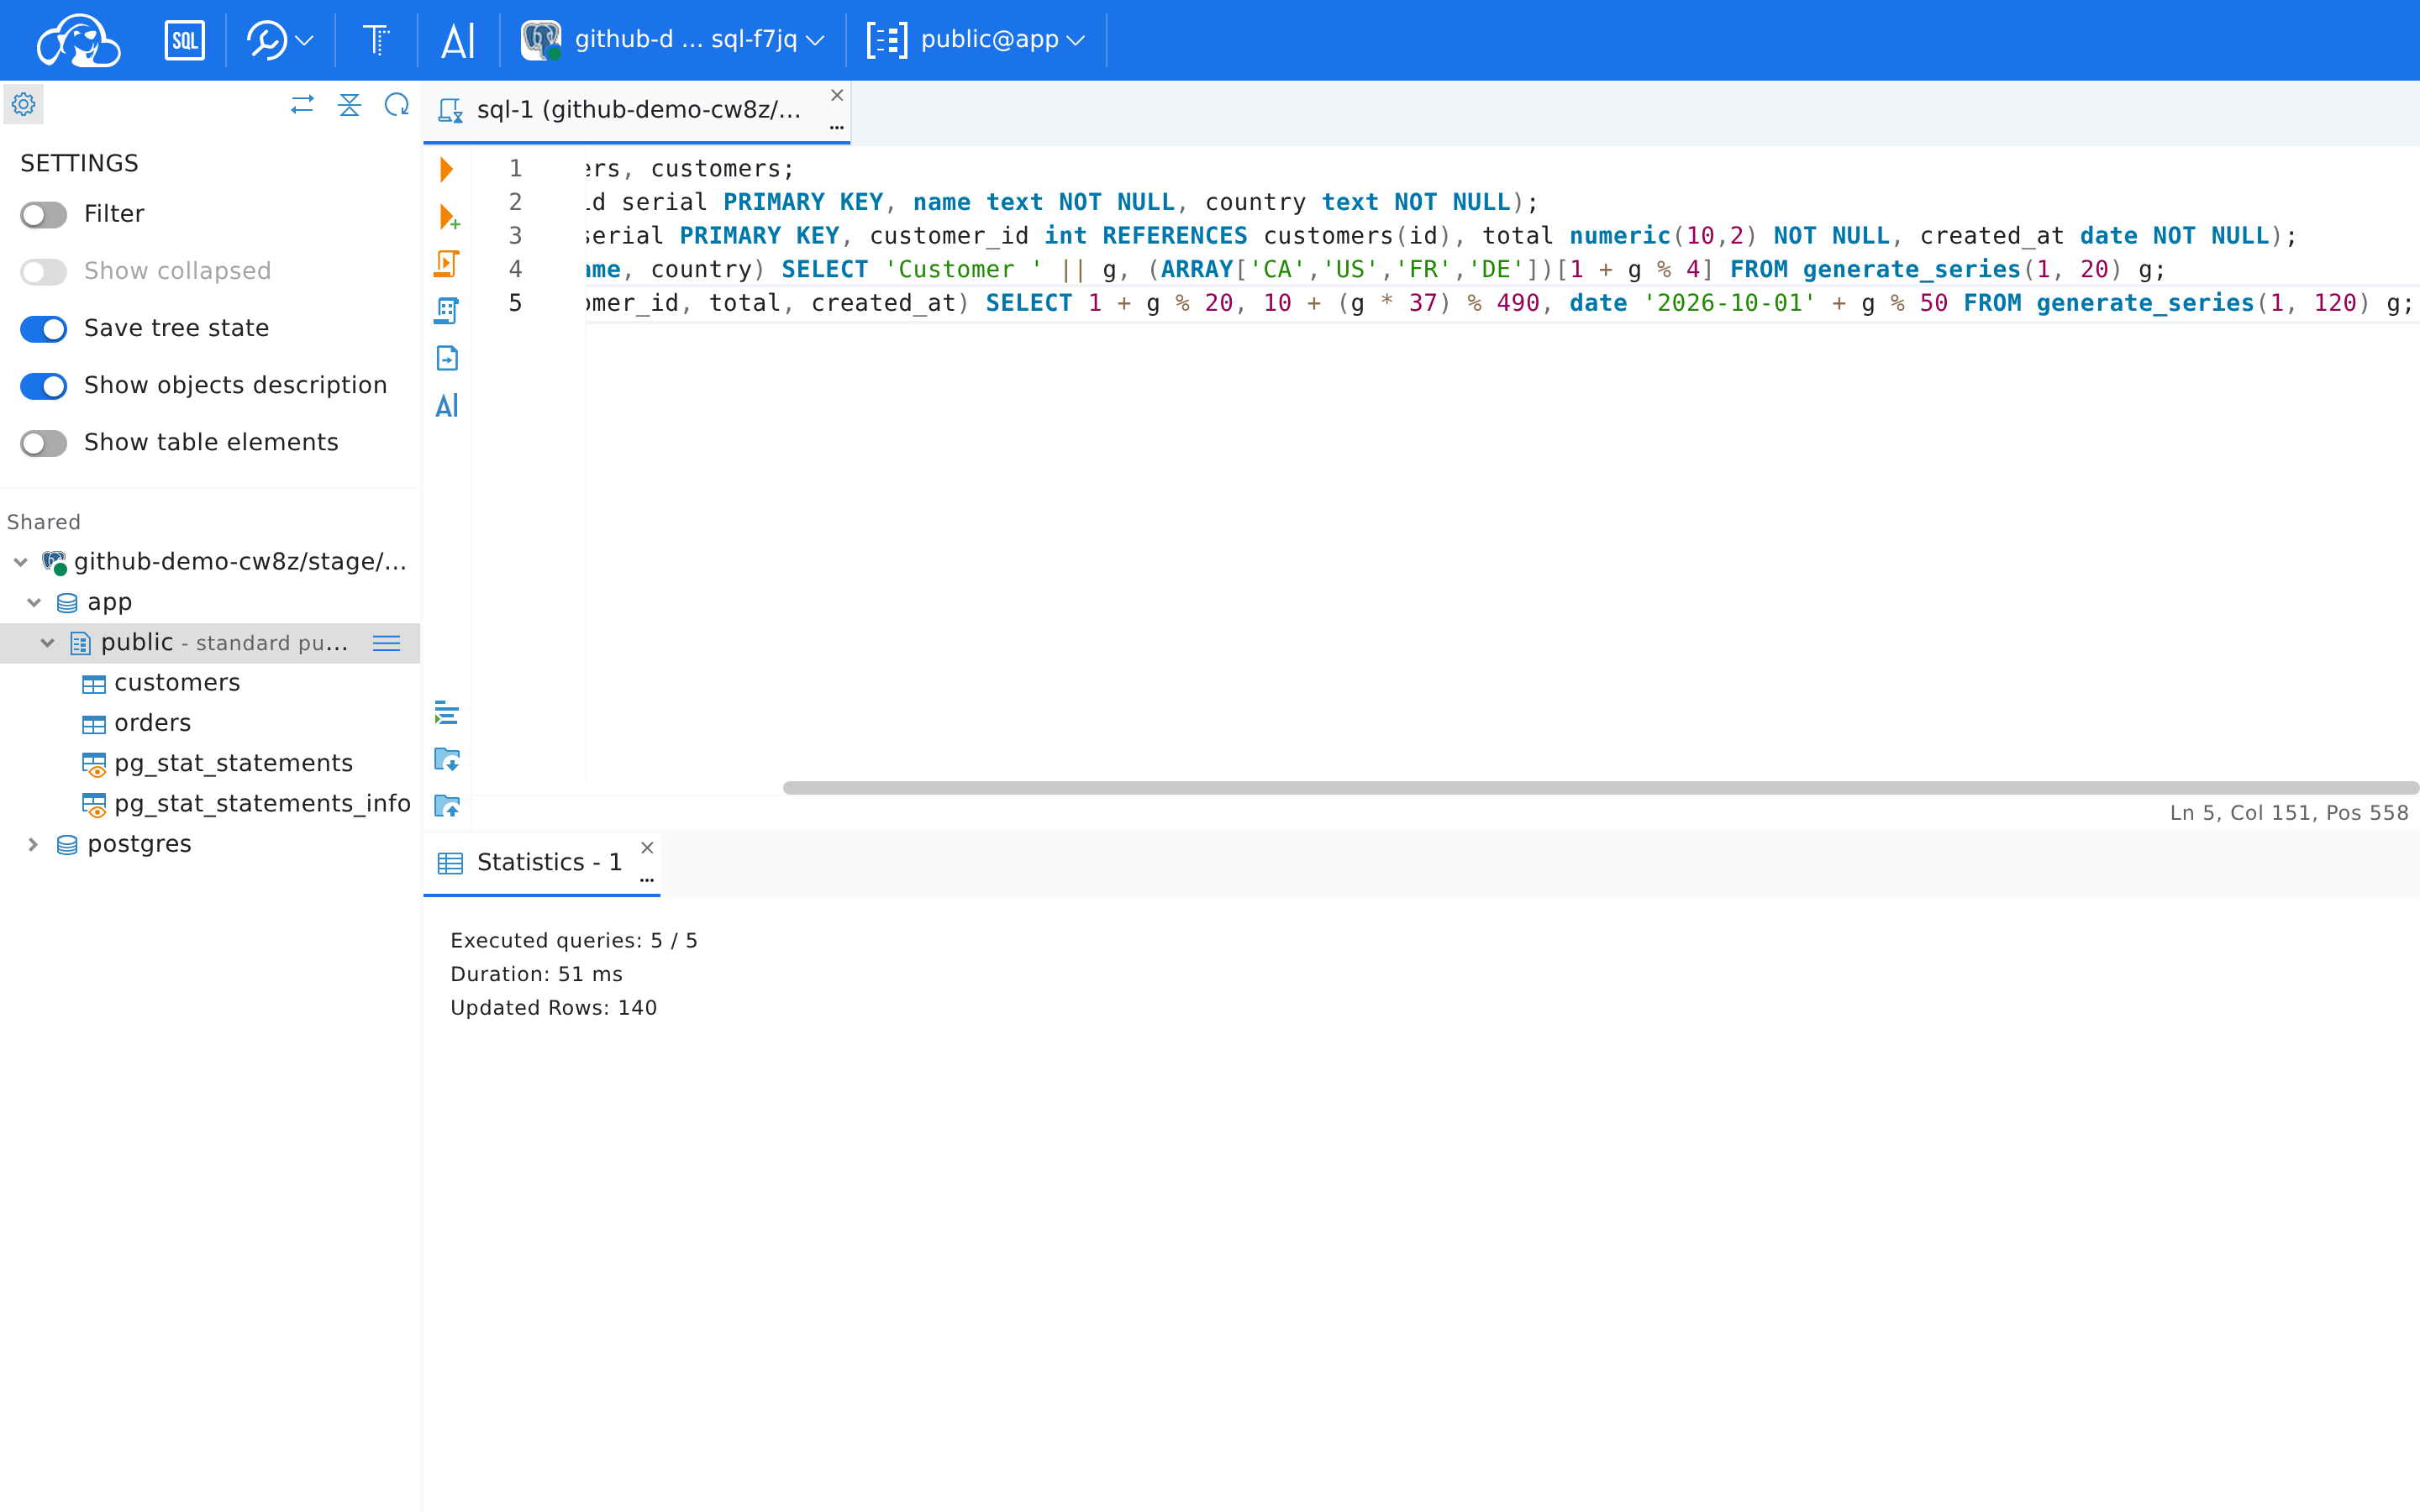 SQL
AI
github-d ... sql-f7jq
public@app
sql-1 (github-demo-cw8z/...
SETTINGS
Filter
Show collapsed
Save tree state
Show objects description
Show table elements
Shared
github-demo-cw8z/stage/...
app
public - standard pu...
customers
orders
pg_stat_statements
pg_stat_statements_info
postgres
1 ers, customers;
2 id serial PRIMARY KEY, name text NOT NULL, country text NOT NULL);
3 serial PRIMARY KEY, customer_id int REFERENCES customers(id), total numeric(10,2) NOT NULL, created_at date NOT NULL);
4 ame, country) SELECT 'Customer ' || g, (ARRAY['CA','US','FR','DE'])[1 + g % 4] FROM generate_series(1, 20) g;
5 omer_id, total, created_at) SELECT 1 + g % 20, 10 + (g * 37) % 490, date '2026-10-01' + g % 50 FROM generate_series(1, 120) g;
AI
Ln 5, Col 151, Pos 558
Statistics - 1
Executed queries: 5 / 5
Duration: 51 ms
Updated Rows: 140